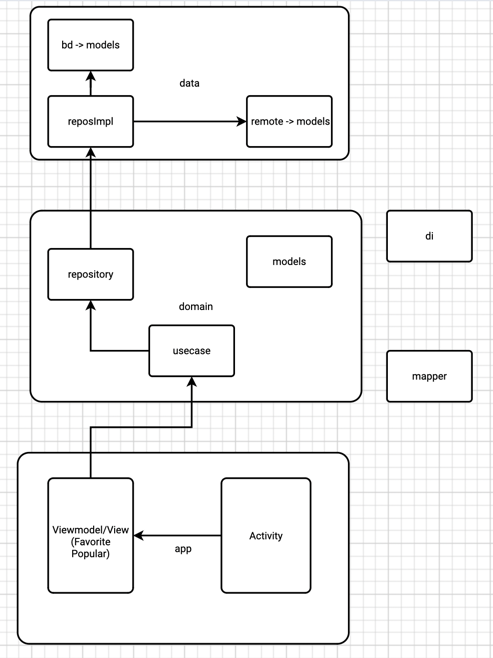 bd -> models
data
reposImpl
remote -> models
di
models
repository
domain
usecase
mapper
Viewmodel/View
(Favorite
Popular)
Activity
app